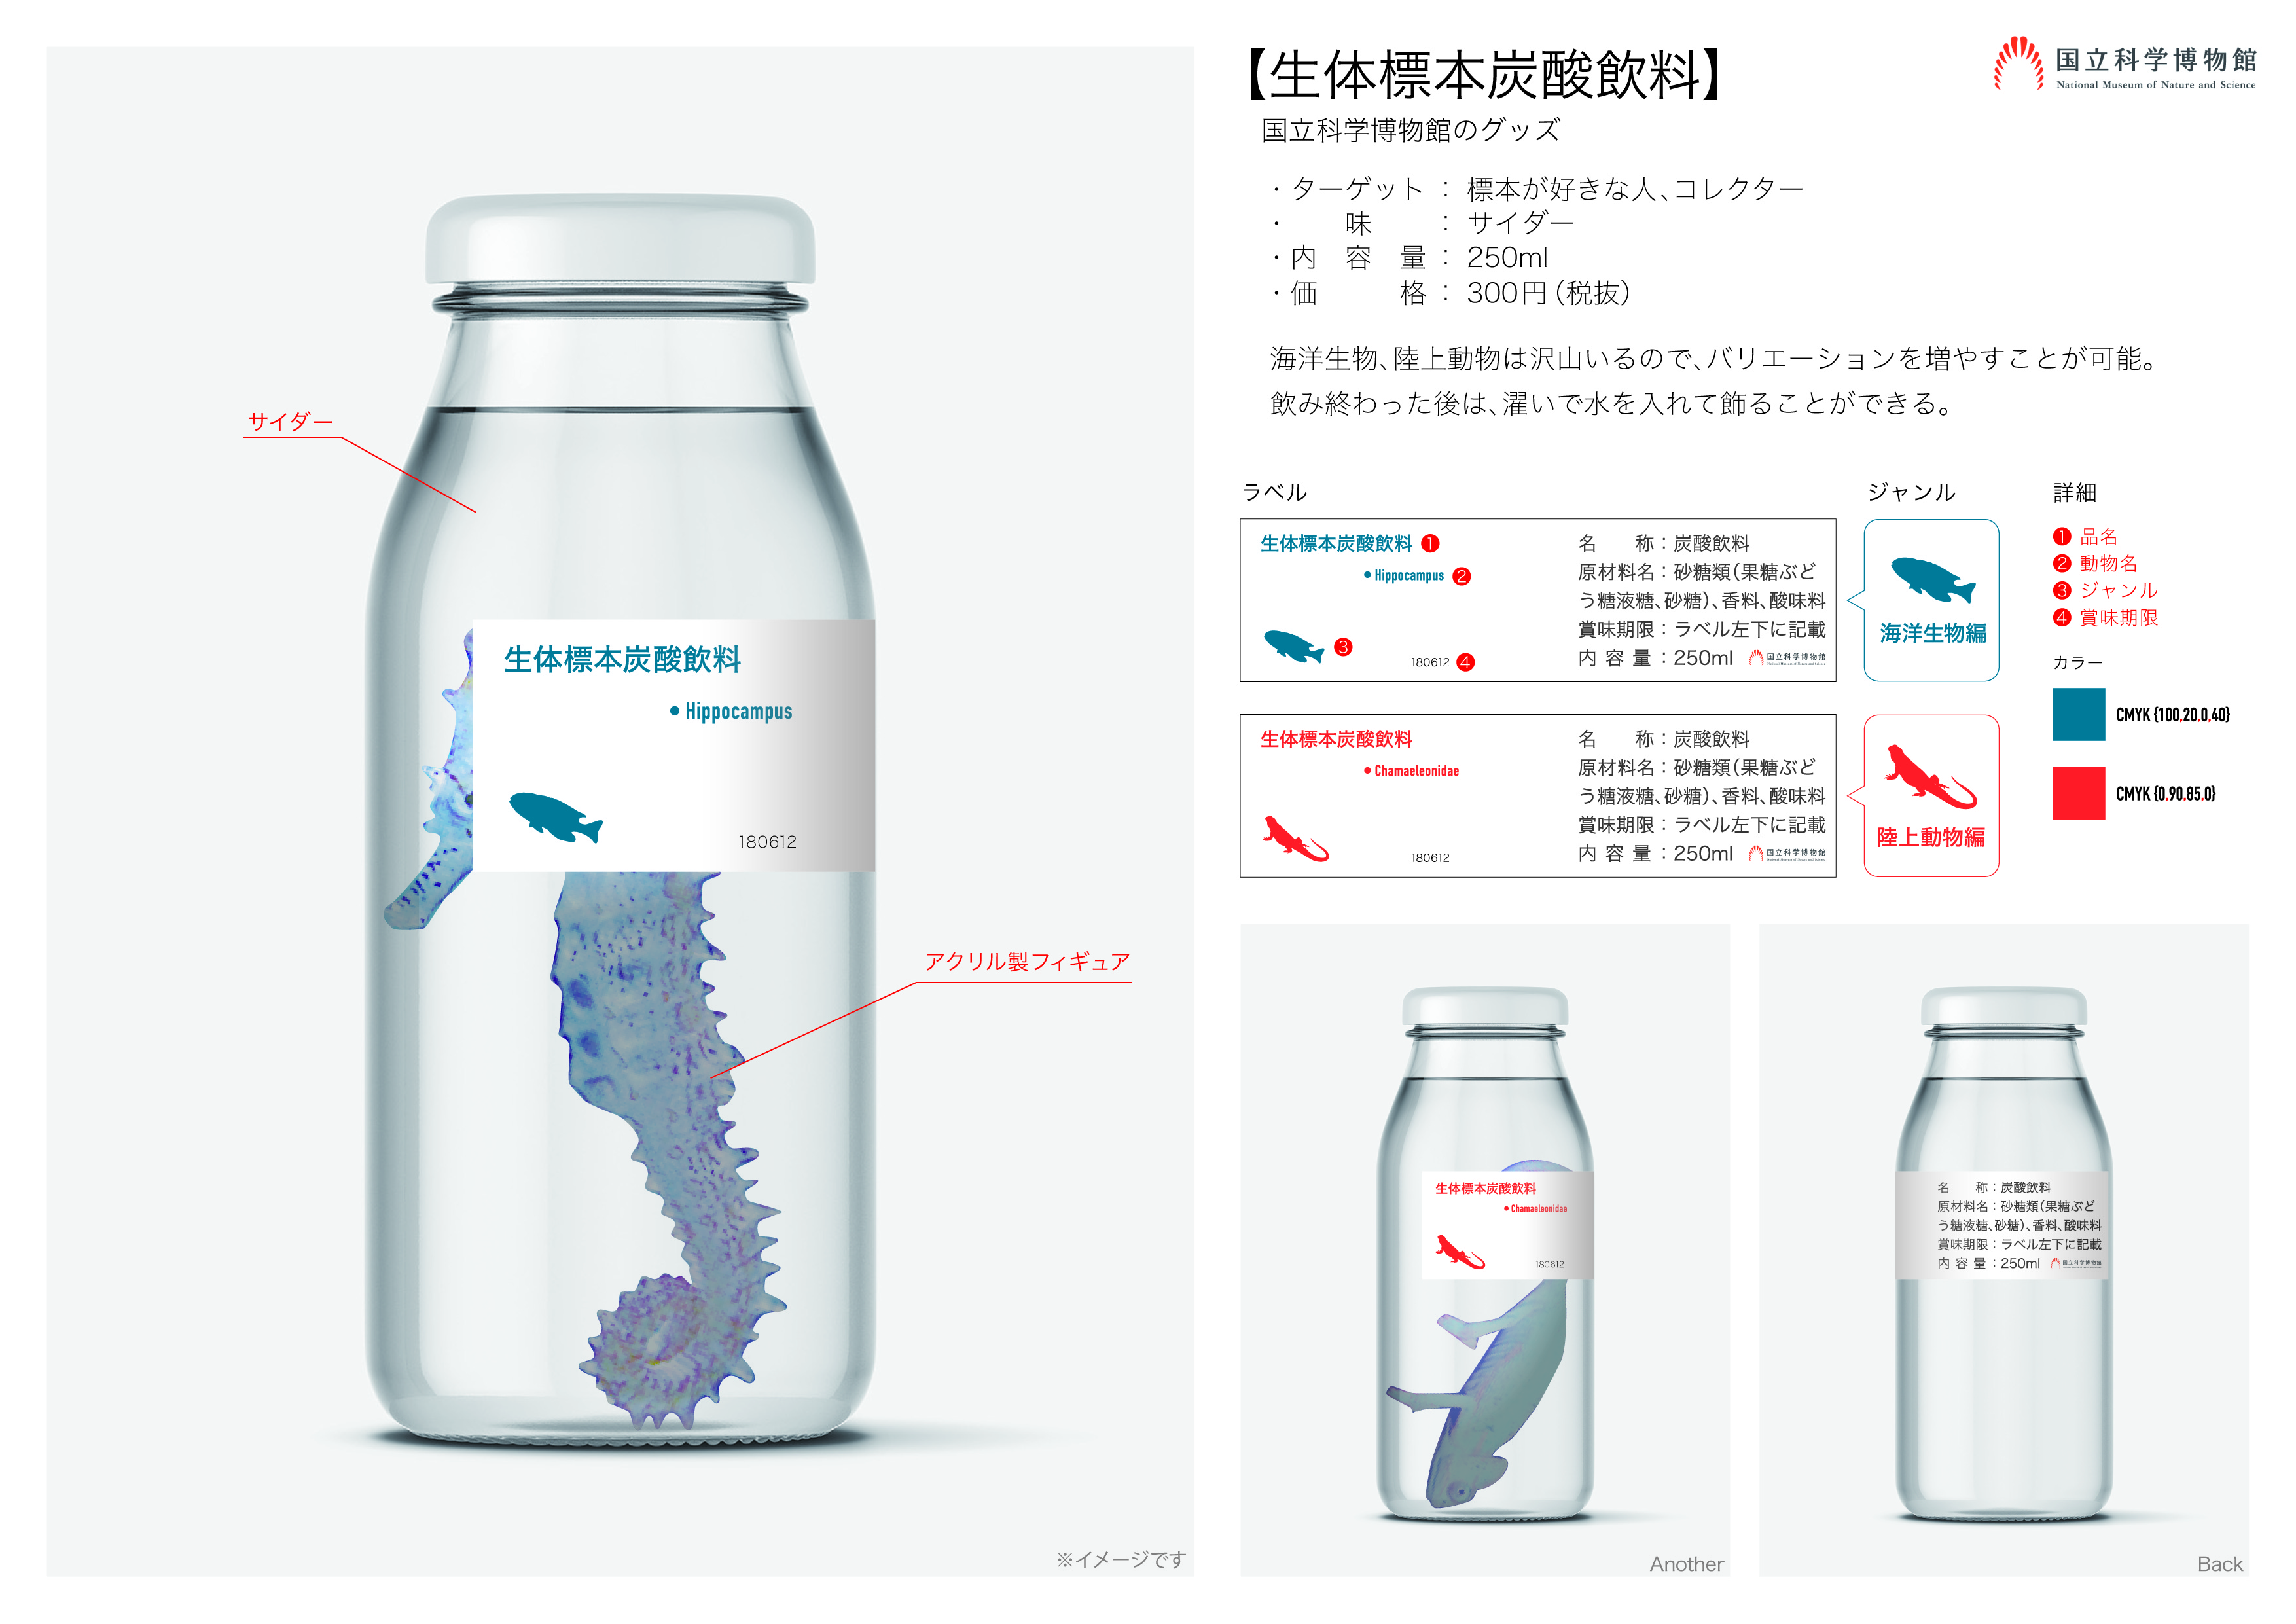 【生体標本炭酸飲料】
国立科学博物館
National Museum of Nature and Science
国立科学博物館のグッズ
・ターゲット : 標本が好きな人、コレクター
・ 味 : サイダー
・内 容 量 : 250ml
・価 格 : 300円(税抜)
海洋生物、陸上動物は沢山いるので、バリエーションを増やすことが可能。
飲み終わった後は、濯いで水を入れて飾ることができる。
サイダー
生体標本炭酸飲料
• Hippocampus
180612
アクリル製フィギュア
※イメージです
ラベル
生体標本炭酸飲料 1
• Hippocampus 2
3
180612 4
名 称:炭酸飲料
原材料名:砂糖類(果糖ぶど
う糖液糖、砂糖)、香料、酸味料
賞味期限:ラベル左下に記載
内 容 量:250ml 国立科学博物館
生体標本炭酸飲料
• Chamaeleonidae
180612
名 称:炭酸飲料
原材料名:砂糖類(果糖ぶど
う糖液糖、砂糖)、香料、酸味料
賞味期限:ラベル左下に記載
内 容 量:250ml 国立科学博物館
ジャンル
海洋生物編
陸上動物編
詳細
1 品名
2 動物名
3 ジャンル
4 賞味期限
カラー
CMYK {100,20,0,40}
CMYK {0,90,85,0}
生体標本炭酸飲料
• Chamaeleonidae
180612
Another
名 称:炭酸飲料
原材料名:砂糖類(果糖ぶど
う糖液糖、砂糖)、香料、酸味料
賞味期限:ラベル左下に記載
内 容 量:250ml 国立科学博物館
Back